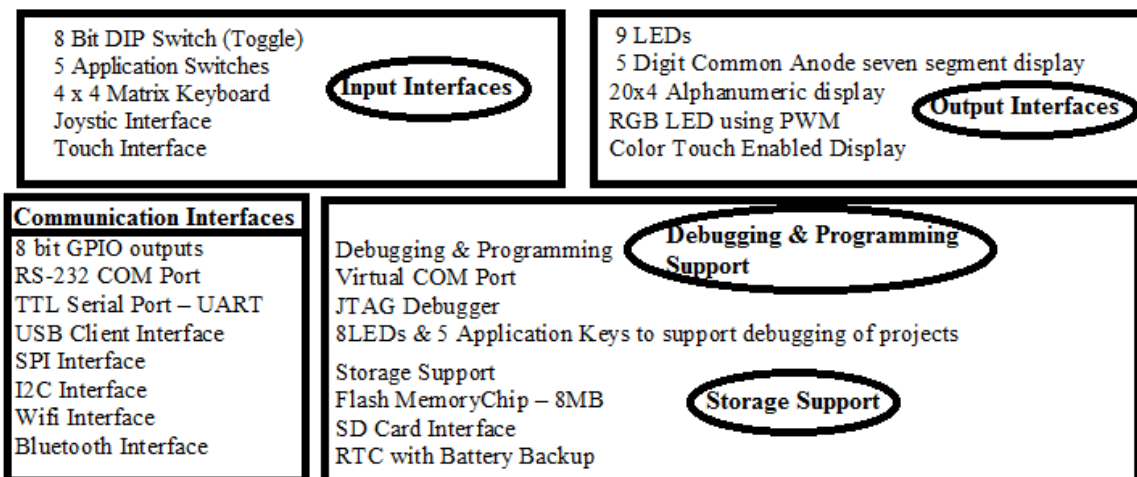 8 Bit DIP Switch (Toggle)
5 Application Switches
4 x 4 Matrix Keyboard
Joystic Interface
Touch Interface
Input Interfaces
9 LEDs
5 Digit Common Anode seven segment display
20x4 Alphanumeric display
RGB LED using PWM
Color Touch Enabled Display
Output Interfaces
Communication Interfaces
8 bit GPIO outputs
RS-232 COM Port
TTL Serial Port – UART
USB Client Interface
SPI Interface
I2C Interface
Wifi Interface
Bluetooth Interface
Debugging & Programming
Support
Debugging & Programming
Virtual COM Port
JTAG Debugger
8LEDs & 5 Application Keys to support debugging of projects
Storage Support
Flash MemoryChip – 8MB
SD Card Interface
RTC with Battery Backup
Storage Support